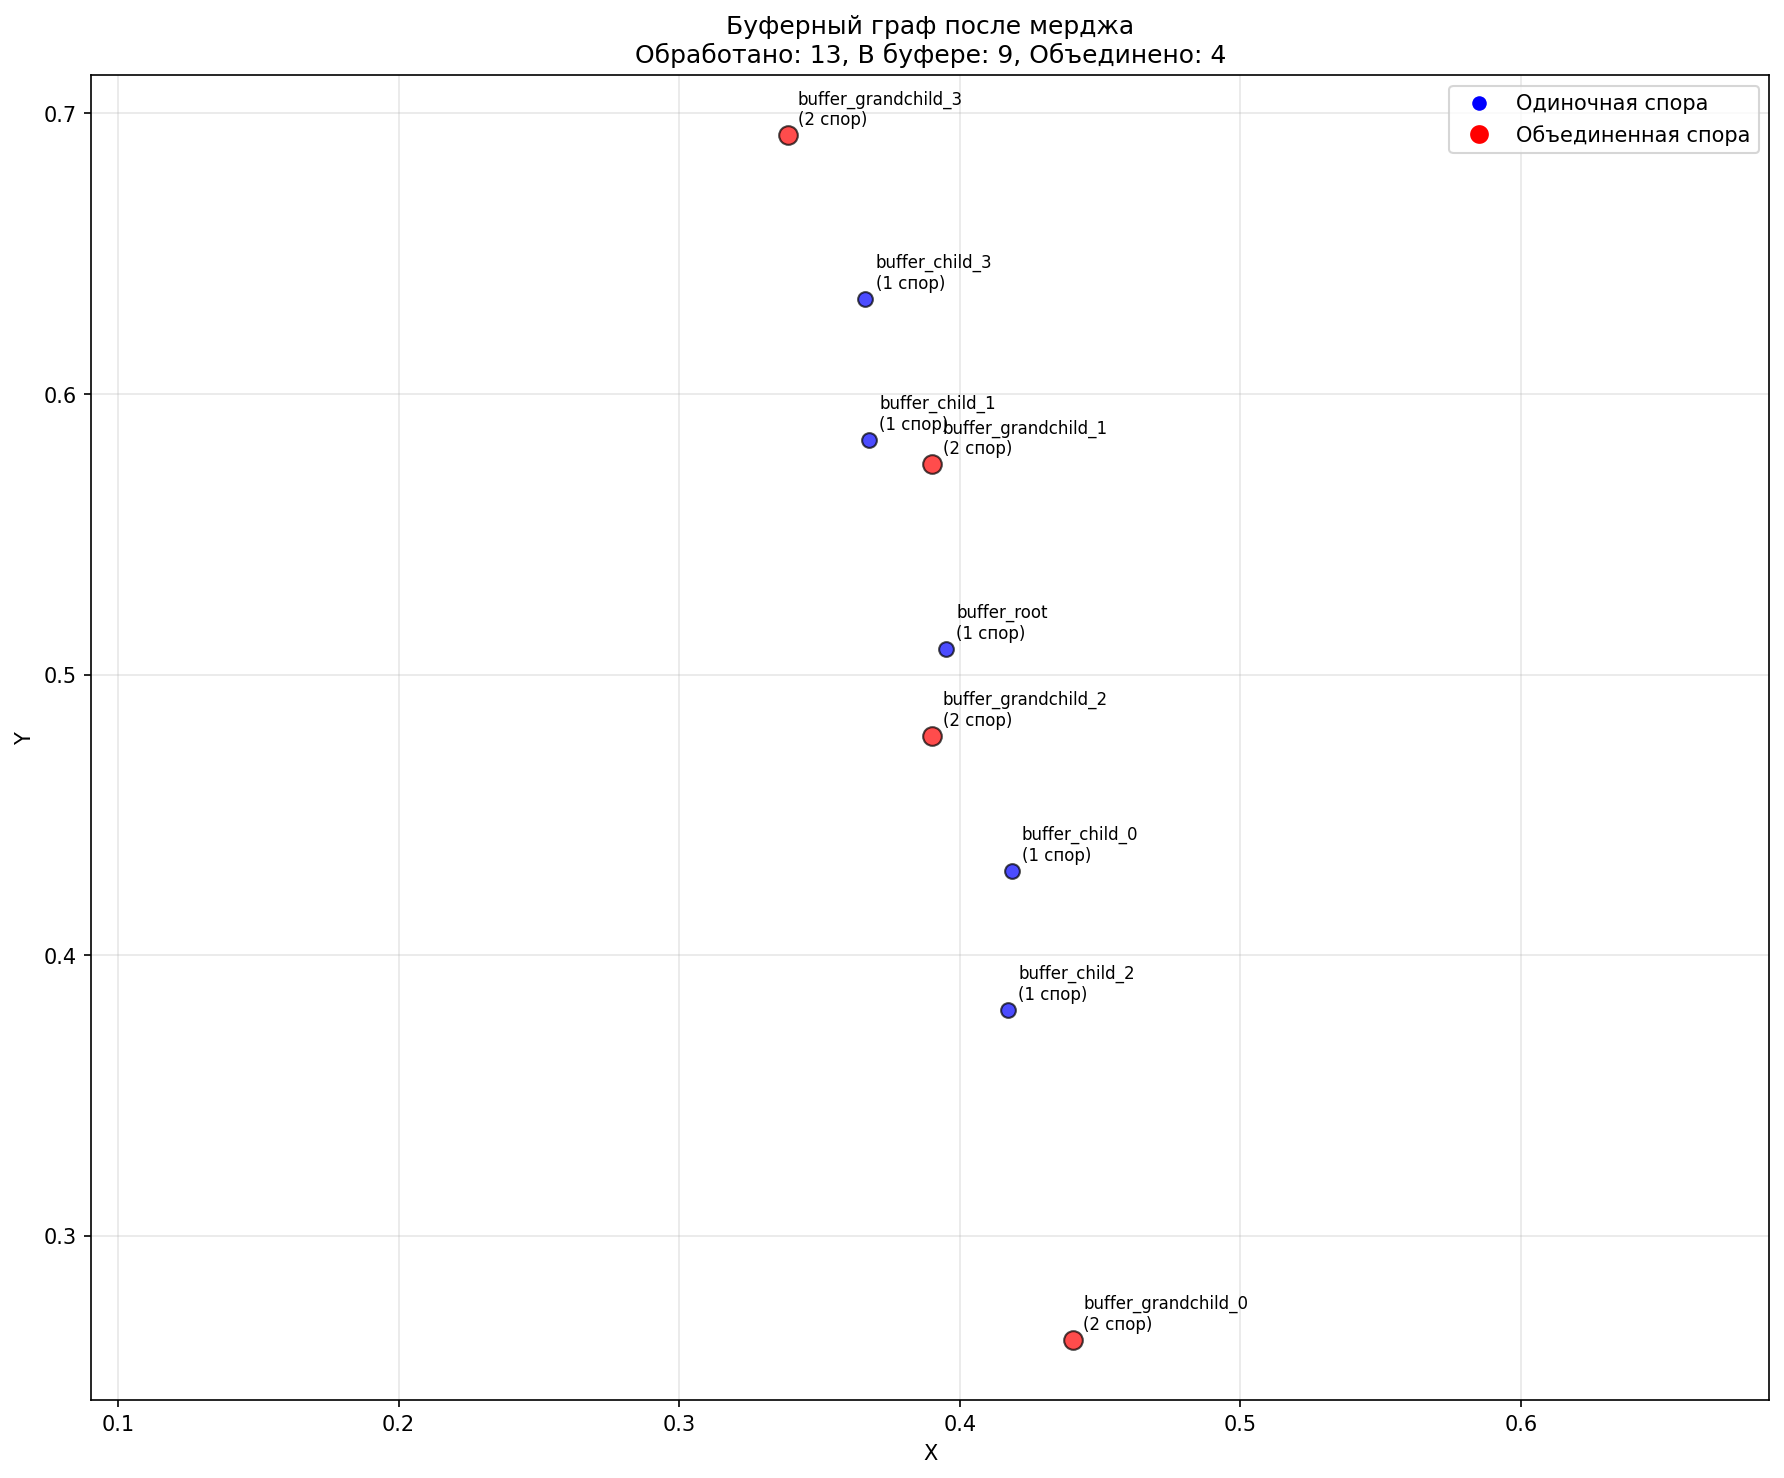 Буферный граф после мерджа
Обработано: 13, В буфере: 9, Объединено: 4
Одиночная спора
Объединенная спора
buffer_grandchild_3
(2 спор)
buffer_child_3
(1 спор)
buffer_child_1
(1 спор)
buffer_grandchild_1
(2 спор)
buffer_root
(1 спор)
buffer_grandchild_2
(2 спор)
buffer_child_0
(1 спор)
buffer_child_2
(1 спор)
buffer_grandchild_0
(2 спор)
Y
0.7
0.6
0.5
0.4
0.3
0.1 0.2 0.3 0.4 0.5 0.6
X